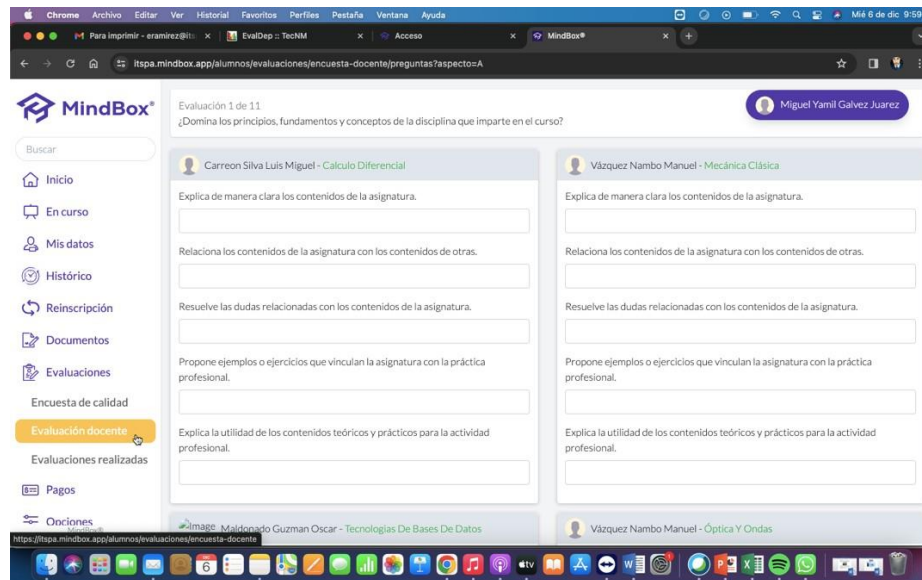 Chrome Archivo Editar Ver Historial Favoritos Perfiles Pestaña Ventana Ayuda
Mié 6 de dic 9:59
Para imprimir - eramirez@its
EvalDep :: TecNM
Acceso
MindBox®
itspa.mindbox.app/alumnos/evaluaciones/encuesta-docente/preguntas?aspecto=A
MindBox®
Buscar
Inicio
En curso
Mis datos
Histórico
Reinscripción
Documentos
Evaluaciones
Encuesta de calidad
Evaluación docente
Evaluaciones realizadas
Pagos
Opciones
MindBox®
https://itspa.mindbox.app/alumnos/evaluaciones/encuesta-docente
Evaluación 1 de 11
¿Domina los principios, fundamentos y conceptos de la disciplina que imparte en el curso?
Miguel Yamil Galvez Juarez
Carreon Silva Luis Miguel - Calculo Diferencial
Explica de manera clara los contenidos de la asignatura.
Relaciona los contenidos de la asignatura con los contenidos de otras.
Resuelve las dudas relacionadas con los contenidos de la asignatura.
Propone ejemplos o ejercicios que vinculan la asignatura con la práctica
profesional.
Explica la utilidad de los contenidos teóricos y prácticos para la actividad
profesional.
Vázquez Nambo Manuel - Mecánica Clásica
Explica de manera clara los contenidos de la asignatura.
Relaciona los contenidos de la asignatura con los contenidos de otras.
Resuelve las dudas relacionadas con los contenidos de la asignatura.
Propone ejemplos o ejercicios que vinculan la asignatura con la práctica
profesional.
Explica la utilidad de los contenidos teóricos y prácticos para la actividad
profesional.
Image Maldonado Guzman Oscar - Tecnologias De Bases De Datos
Vázquez Nambo Manuel - Óptica Y Ondas
6
tv